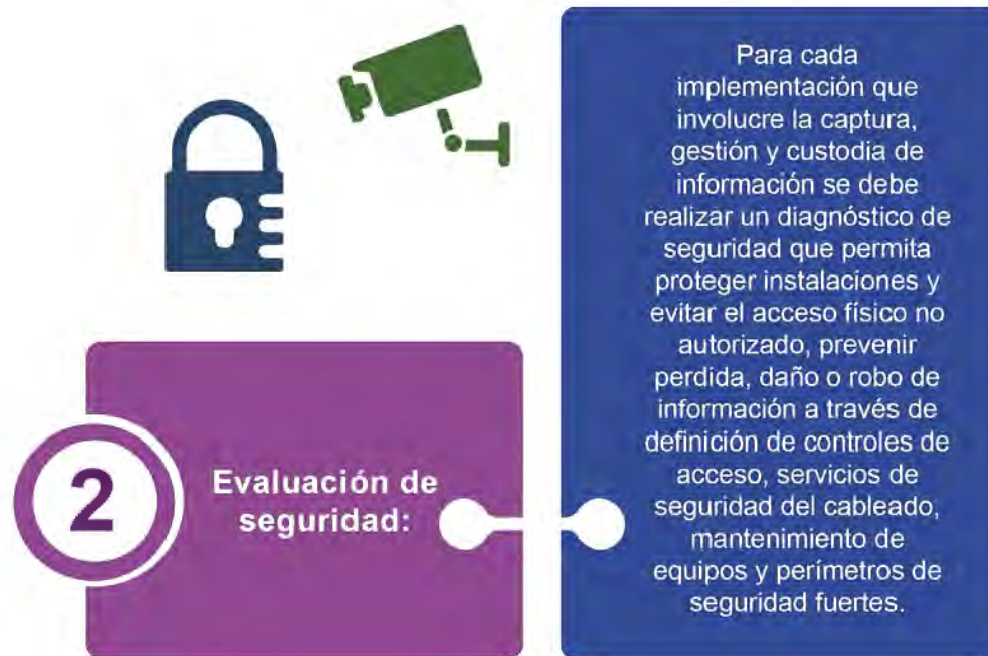 2
Evaluación de
seguridad:
Para cada
implementación que
involucre la captura,
gestión y custodia de
información se debe
realizar un diagnóstico de
seguridad que permita
proteger instalaciones y
evitar el acceso físico no
autorizado, prevenir
perdida, daño o robo de
información a través de
definición de controles de
acceso, servicios de
seguridad del cableado,
mantenimiento de
equipos y perímetros de
seguridad fuertes.